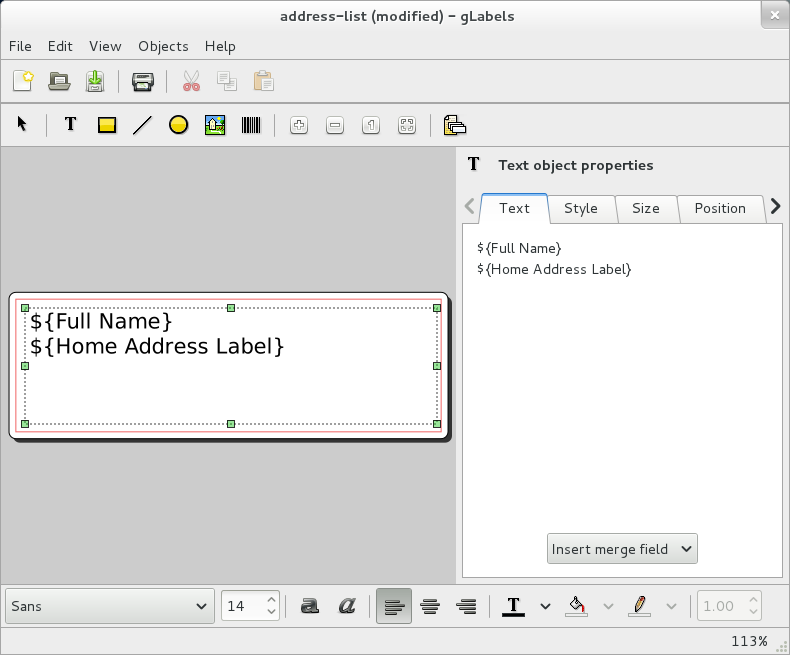 address-list (modified) – gLabels
File Edit View Objects Help
T
1
T Text object properties
Text Style Size Position
${Full Name}
${Home Address Label}
${Full Name}
${Home Address Label}
Insert merge field
Sans 14 a a T 1.00
113%